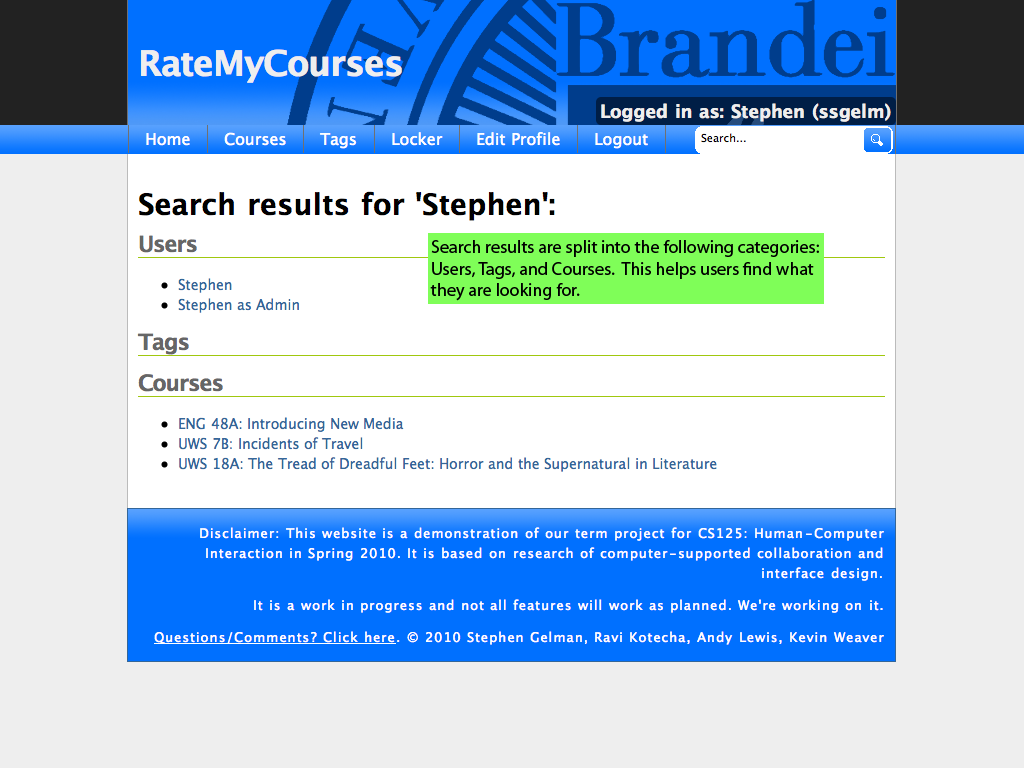 RateMyCourses
Brandei
Logged in as: Stephen (ssgelm)
Home Courses Tags Locker Edit Profile Logout Search...
Search results for 'Stephen':
Users
Search results are split into the following categories:
Users, Tags, and Courses. This helps users find what
they are looking for.
Stephen
Stephen as Admin
Tags
Courses
ENG 48A: Introducing New Media
UWS 7B: Incidents of Travel
UWS 18A: The Tread of Dreadful Feet: Horror and the Supernatural in Literature
Disclaimer: This website is a demonstration of our term project for CS125: Human-Computer
Interaction in Spring 2010. It is based on research of computer-supported collaboration and
interface design.
It is a work in progress and not all features will work as planned. We're working on it.
Questions/Comments? Click here. © 2010 Stephen Gelman, Ravi Kotecha, Andy Lewis, Kevin Weaver